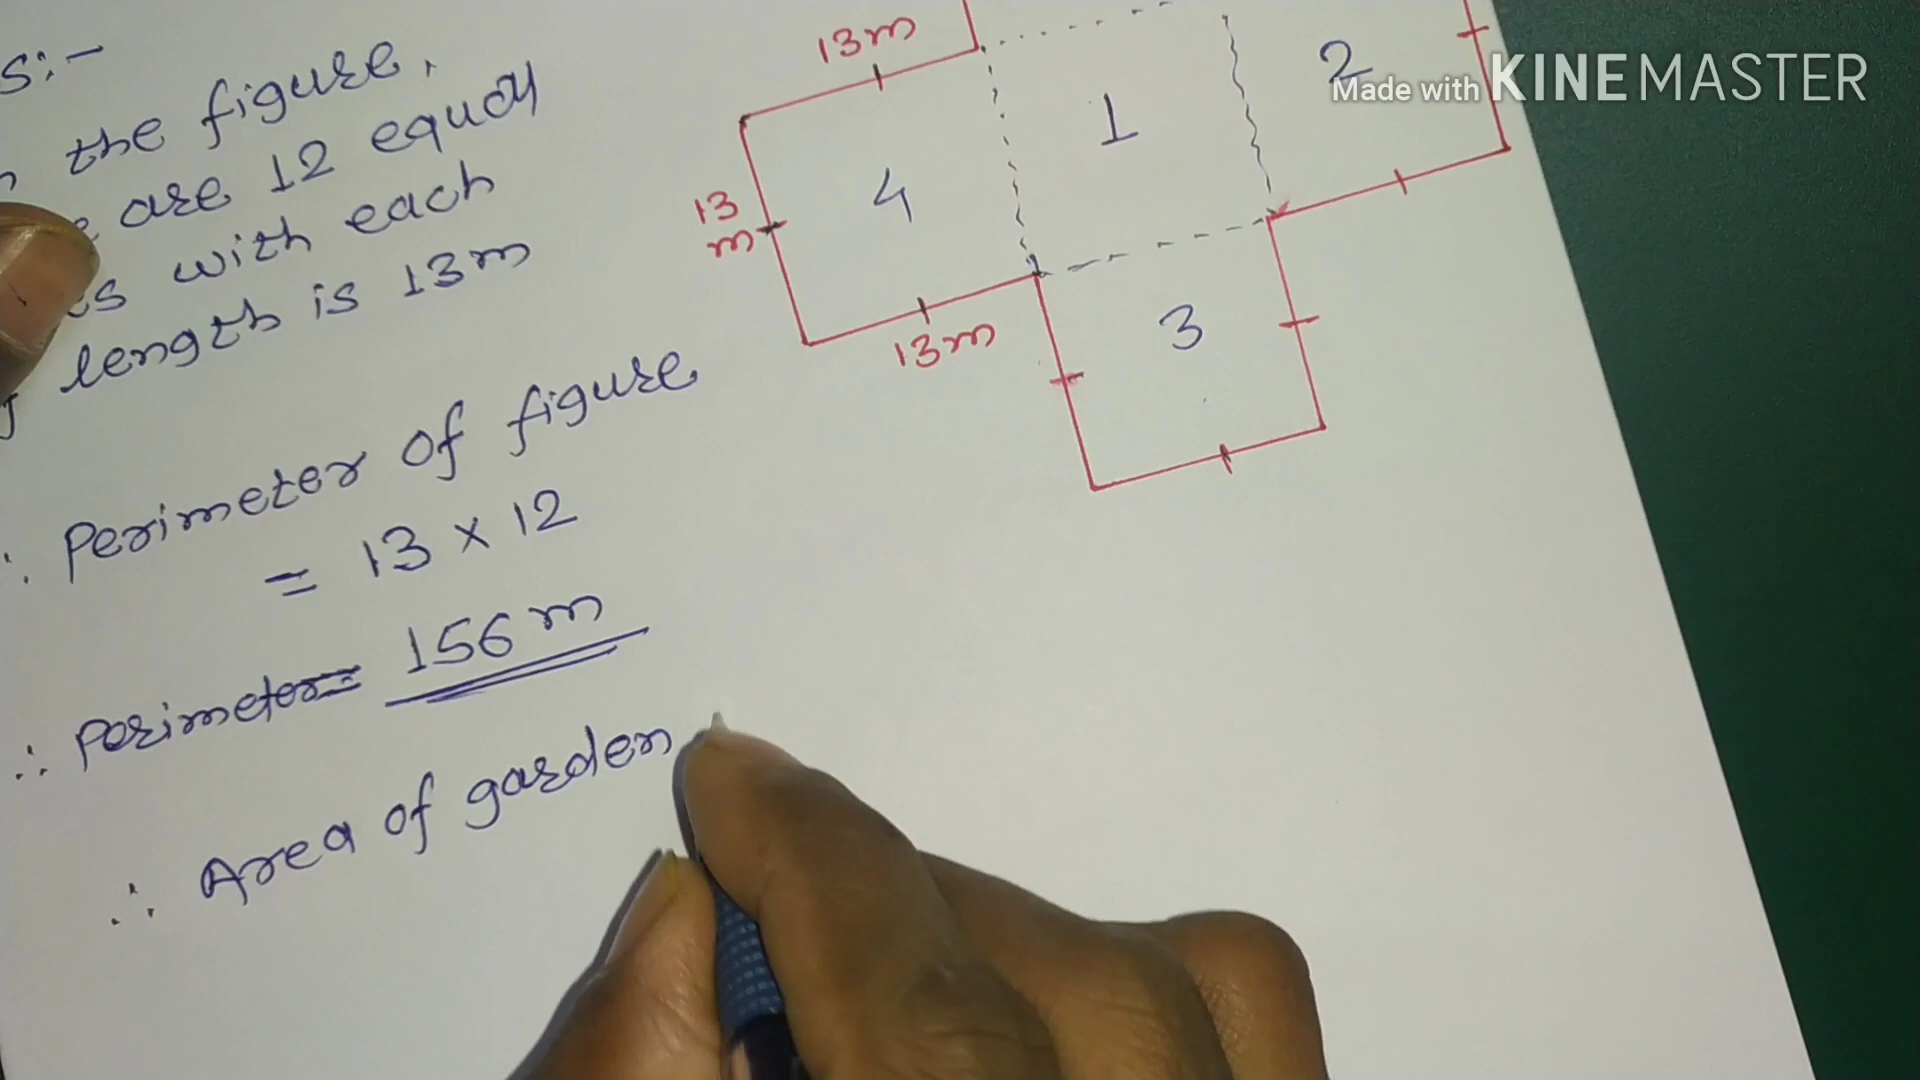 s:-
the figure,
are 12 equal
with each
length is 13m
∴ Perimeter of figure
= 13 × 12
∴ Perimeter = 156 m
∴ Area of garden
13m
13
m
13m
4
1
2
3
Made with KINEMASTER